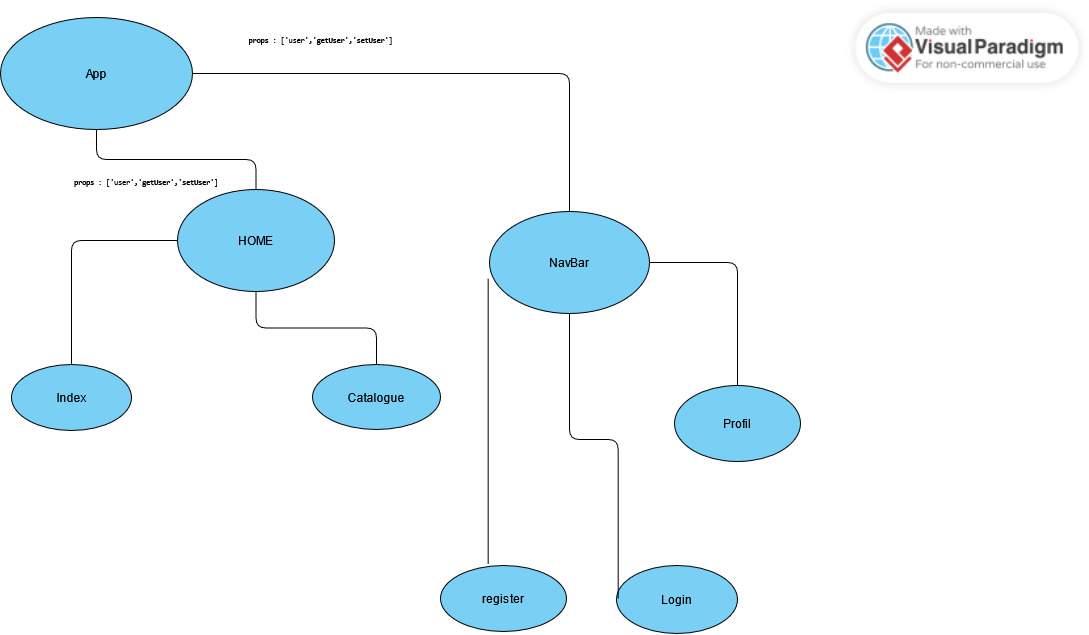 props : ['user','getUser','setUser']
Made with
Visual Paradigm
For non-commercial use
App
props : ['user','getUser','setUser']
HOME
NavBar
Index
Catalogue
Profil
register
Login